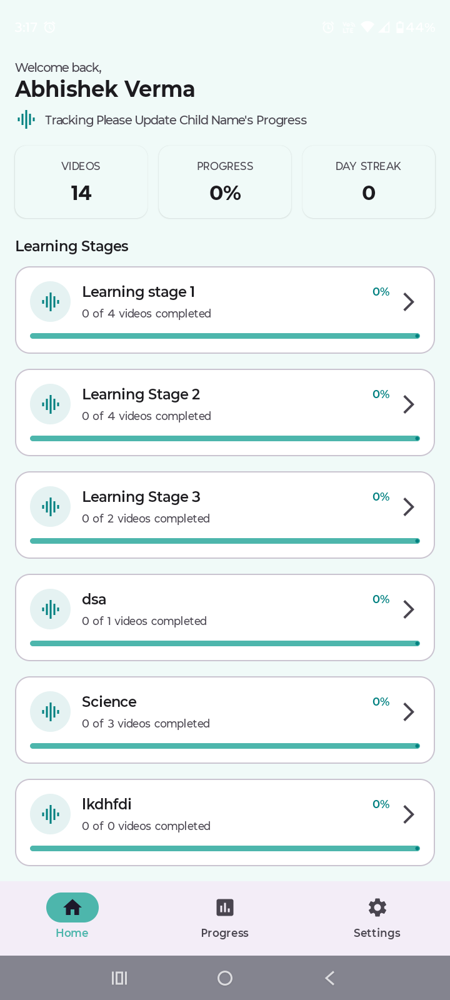 3:17
44%
Welcome back,
Abhishek Verma
Tracking Please Update Child Name's Progress
VIDEOS
14
PROGRESS
0%
DAY STREAK
0
Learning Stages
Learning stage 1
0%
0 of 4 videos completed
Learning Stage 2
0%
0 of 4 videos completed
Learning Stage 3
0%
0 of 2 videos completed
dsa
0%
0 of 1 videos completed
Science
0%
0 of 3 videos completed
lkdhfdi
0%
0 of 0 videos completed
Home
Progress
Settings